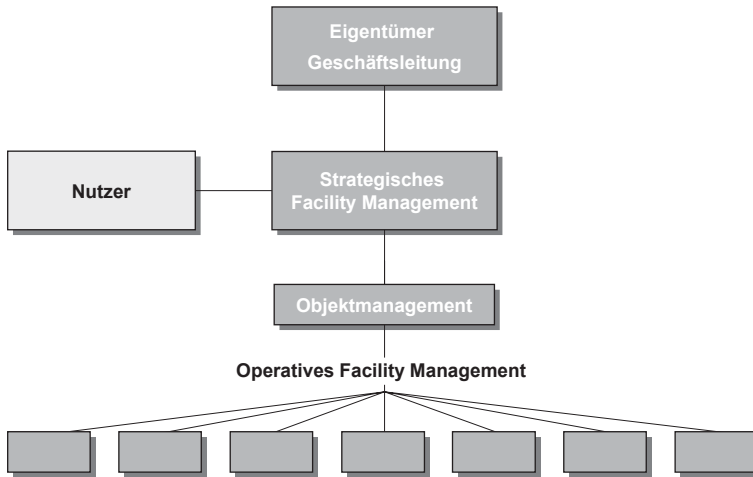 Eigentümer
Geschäftsleitung
Nutzer
Strategisches
Facility Management
Objektmanagement
Operatives Facility Management